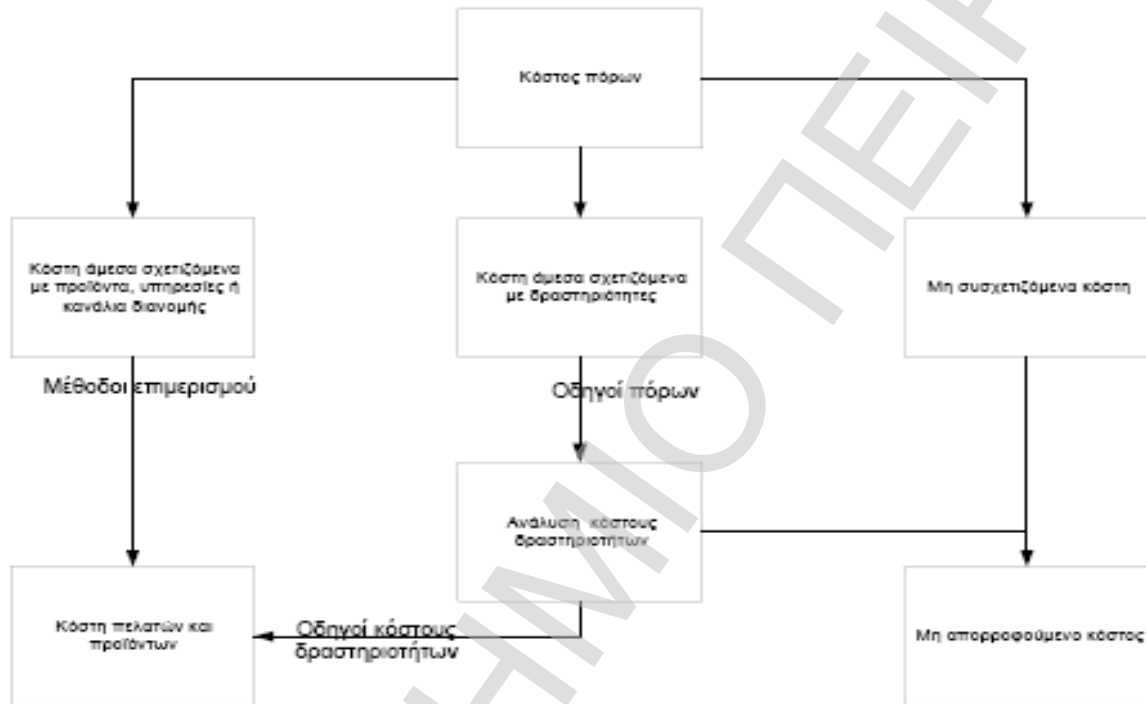 Κόστος πόρων
Κόστη άμεσα σχετιζόμενα
με προϊόντα, υπηρεσίες ή
κανάλια διανομής
Κόστη άμεσα σχετιζόμενα
με δραστηριότητες
Μη συσχετιζόμενα κόστη
Μέθοδοι επιμερισμού
Οδηγοί πόρων
Ανάλυση κόστους
δραστηριοτήτων
Κόστη πελατών και
προϊόντων
Οδηγοί κόστους
δραστηριοτήτων
Μη απορροφούμενο κόστος